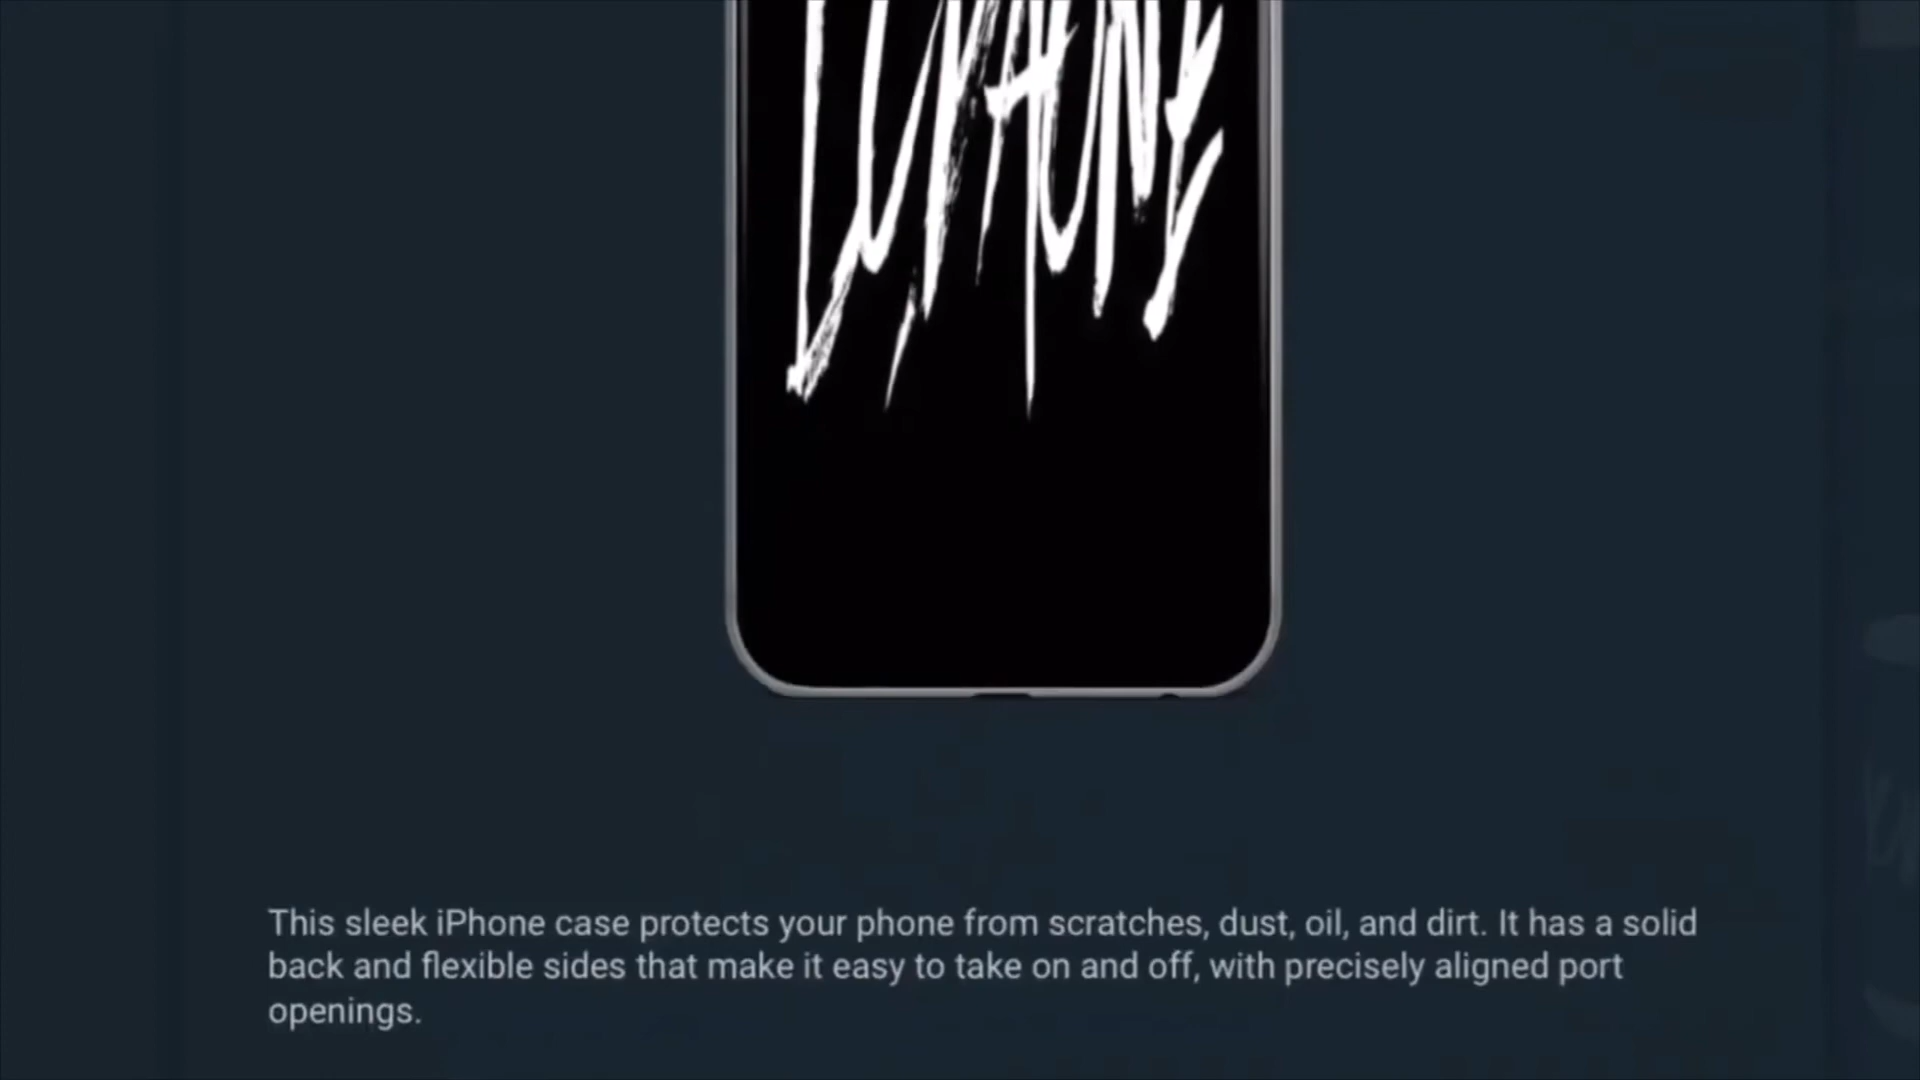 This sleek iPhone case protects your phone from scratches, dust, oil, and dirt. It has a solid
back and flexible sides that make it easy to take on and off, with precisely aligned port
openings.